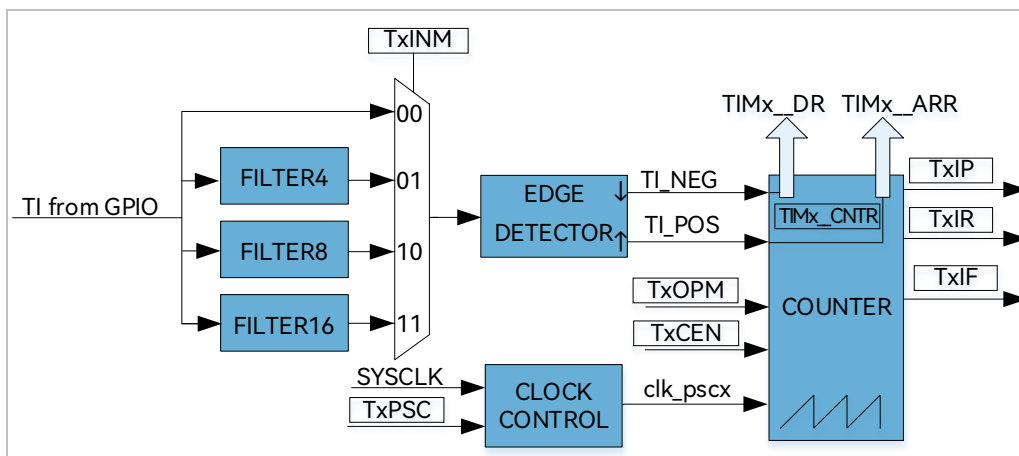 TxINM
TIMx__DR
TIMx__ARR
00
FILTER4
01
TI from GPIO
FILTER8
10
FILTER16
11
EDGE
DETECTOR
↓
↑
TI_NEG
TI_POS
TIMx__CNTR
TxIP
TxIR
TxIF
TxOPM
TxCEN
COUNTER
SYSCLK
TxPSC
CLOCK
CONTROL
clk_pscx